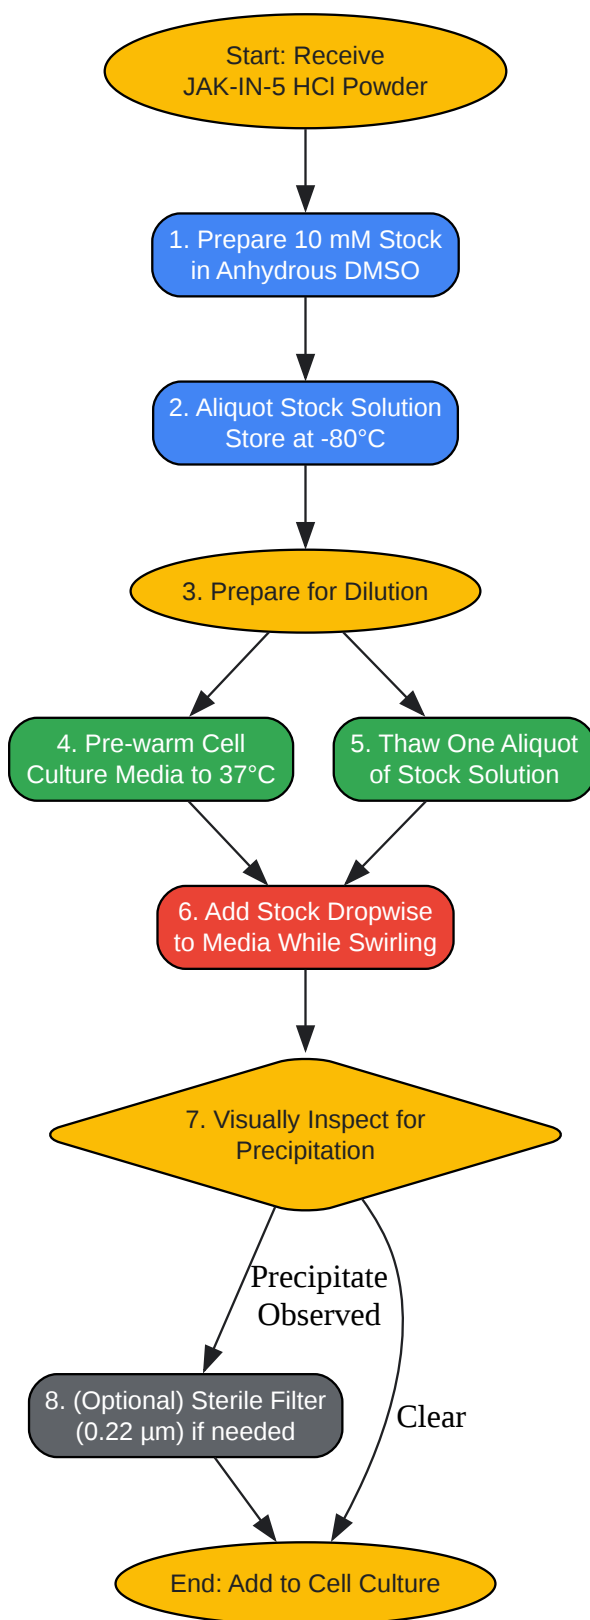 Start: Receive
JAK-IN-5 HCl Powder
1. Prepare 10 mM Stock
in Anhydrous DMSO
2. Aliquot Stock Solution
Store at -80°C
3. Prepare for Dilution
4. Pre-warm Cell
Culture Media to 37°C
5. Thaw One Aliquot
of Stock Solution
6. Add Stock Dropwise
to Media While Swirling
7. Visually Inspect for
Precipitation
Precipitate
Observed
8. (Optional) Sterile Filter
(0.22 µm) if needed
Clear
End: Add to Cell Culture